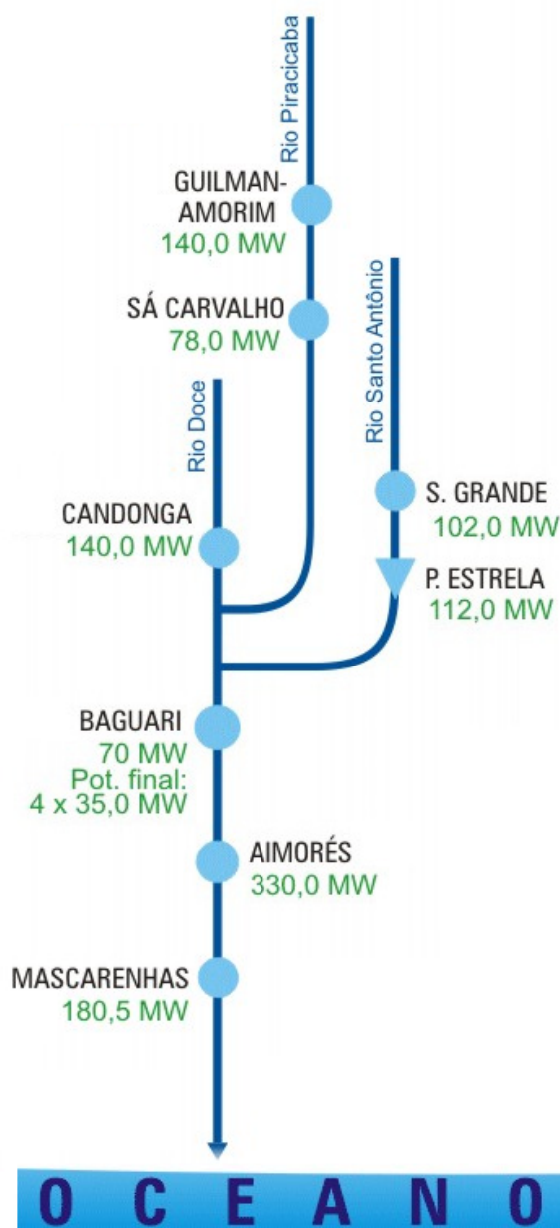 Rio Piracicaba
GUILMAN-
AMORIM
140,0 MW
SÁ CARVALHO
78,0 MW
Rio Santo Antônio
Rio Doce
S. GRANDE
102,0 MW
CANDONGA
140,0 MW
P. ESTRELA
112,0 MW
BAGUARI
70 MW
Pot. final:
4 x 35,0 MW
AIMORÉS
330,0 MW
MASCARENHAS
180,5 MW
OCEANO